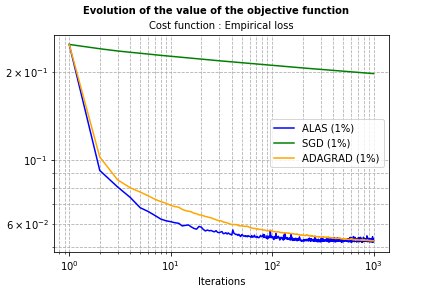 Evolution of the value of the objective function
Cost function : Empirical loss
2 × 10⁻¹
10⁻¹
6 × 10⁻²
ALAS (1%)
SGD (1%)
ADAGRAD (1%)
10⁰ 10¹ 10² 10³
Iterations